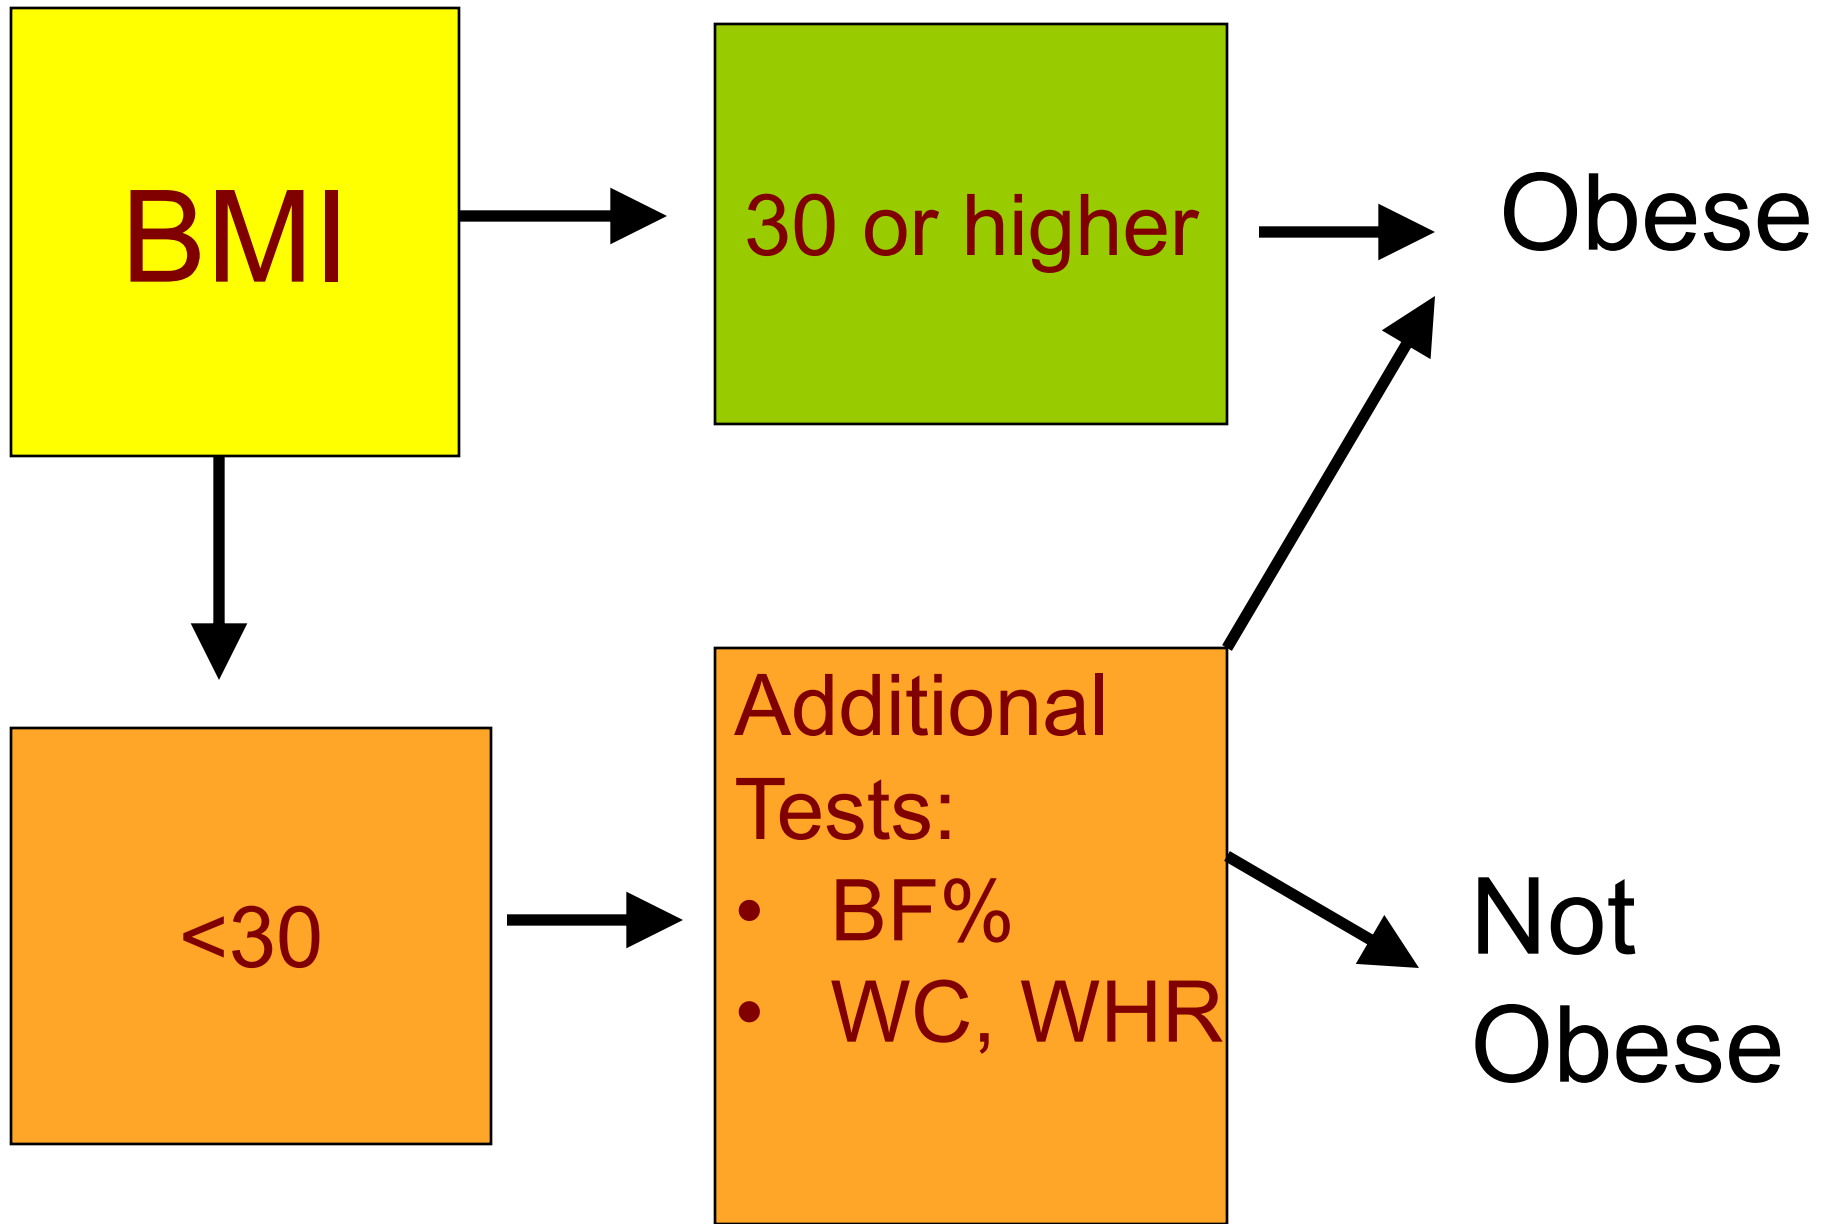 BMI
30 or higher
Obese
<30
Additional
Tests:
• BF%
• WC, WHR
Not
Obese